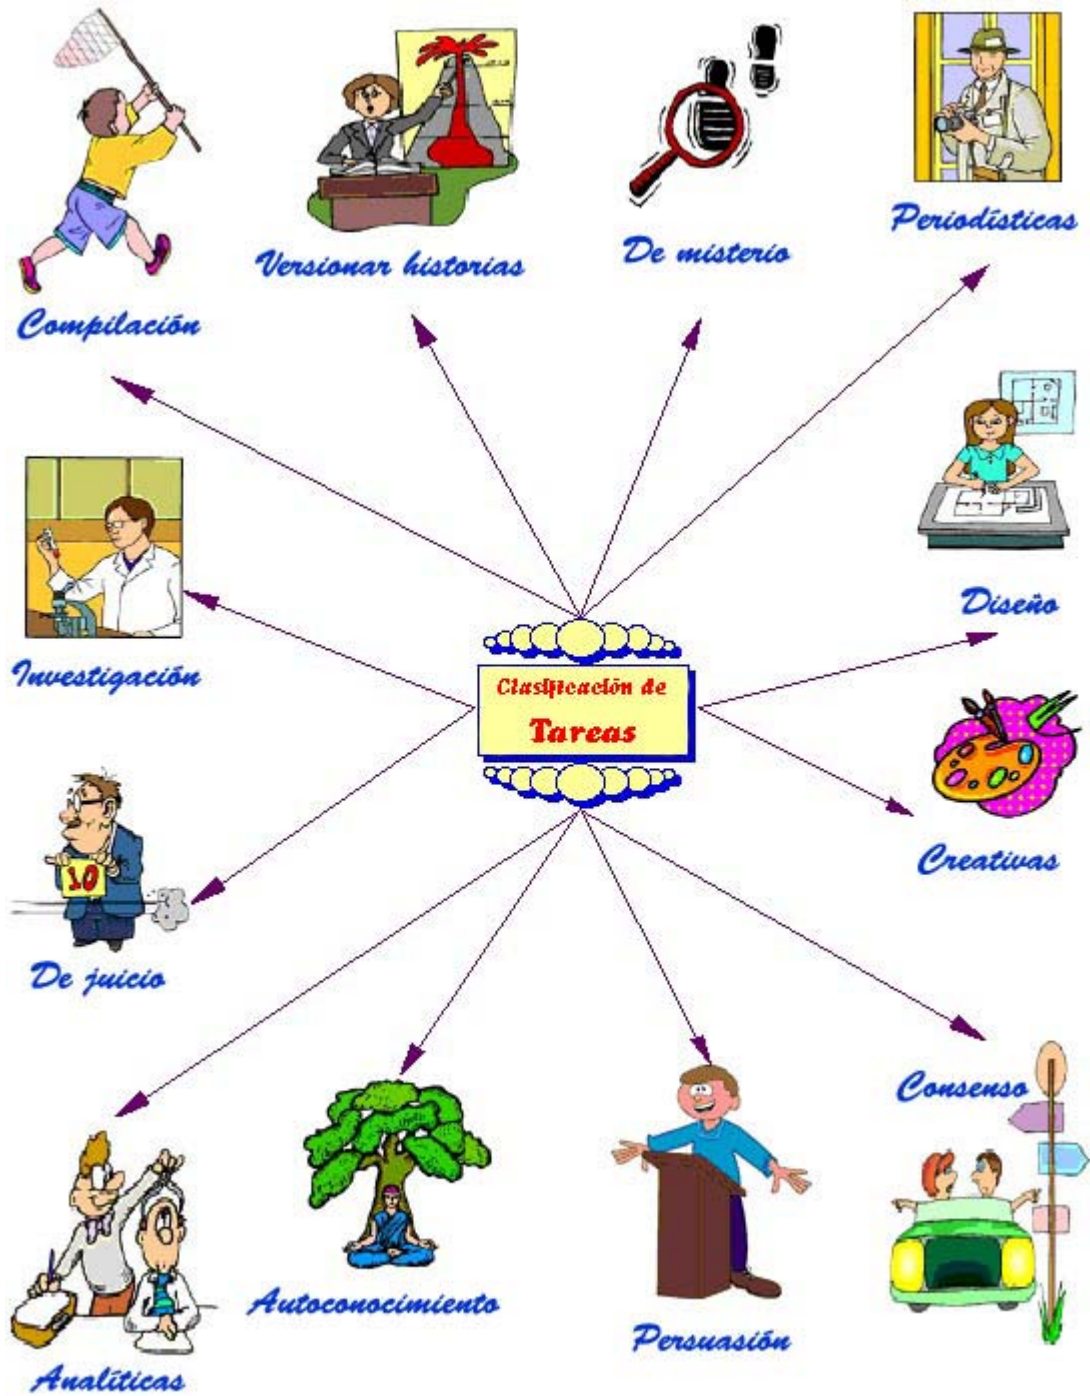 Periodísticas
De misterio
Versionar historias
Compilación
Diseño
Investigación
Clasificación de
Tareas
Creativas
10
De juicio
Consenso
Autoconocimiento
Persuasión
Analíticas